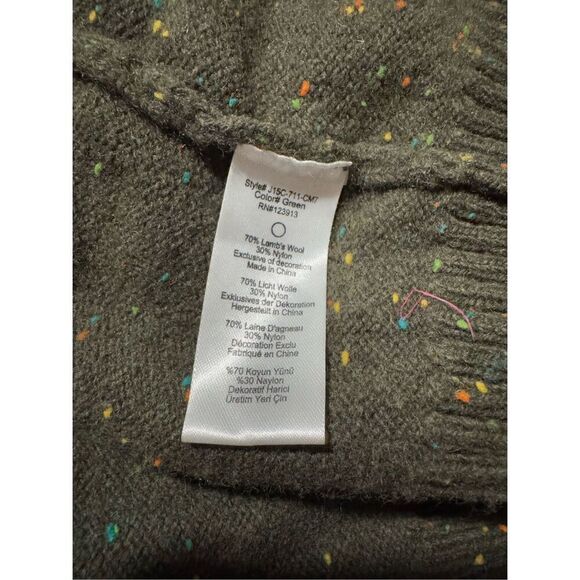 Style# J15C-711-CM7
Color# Green
RN#123913
70% Lamb's Wool
30% Nylon
Exclusive of decoration
Made in China
70% Licht Wolle
30% Nylon
Exklusives der Dekoration
Hergestellt in China
70% Laine D'agneau
30% Nylon
Décoration Exclu
Fabriqué en Chine
%70 Koyun Yünü
%30 Naylon
Dekoratif Harici
Üretim Yeri Çin